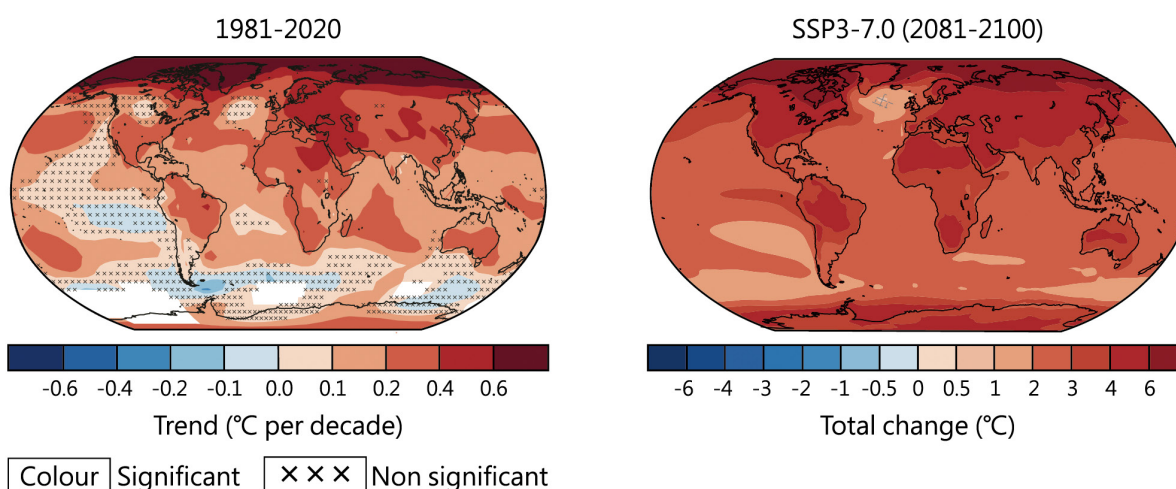 1981-2020
SSP3-7.0 (2081-2100)
-0.6 -0.4 -0.2 -0.1 0.0 0.1 0.2 0.4 0.6
-6 -4 -3 -2 -1 -0.5 0 0.5 1 2 3 4 6
Trend (°C per decade)
Total change (°C)
Colour Significant ××× Non significant